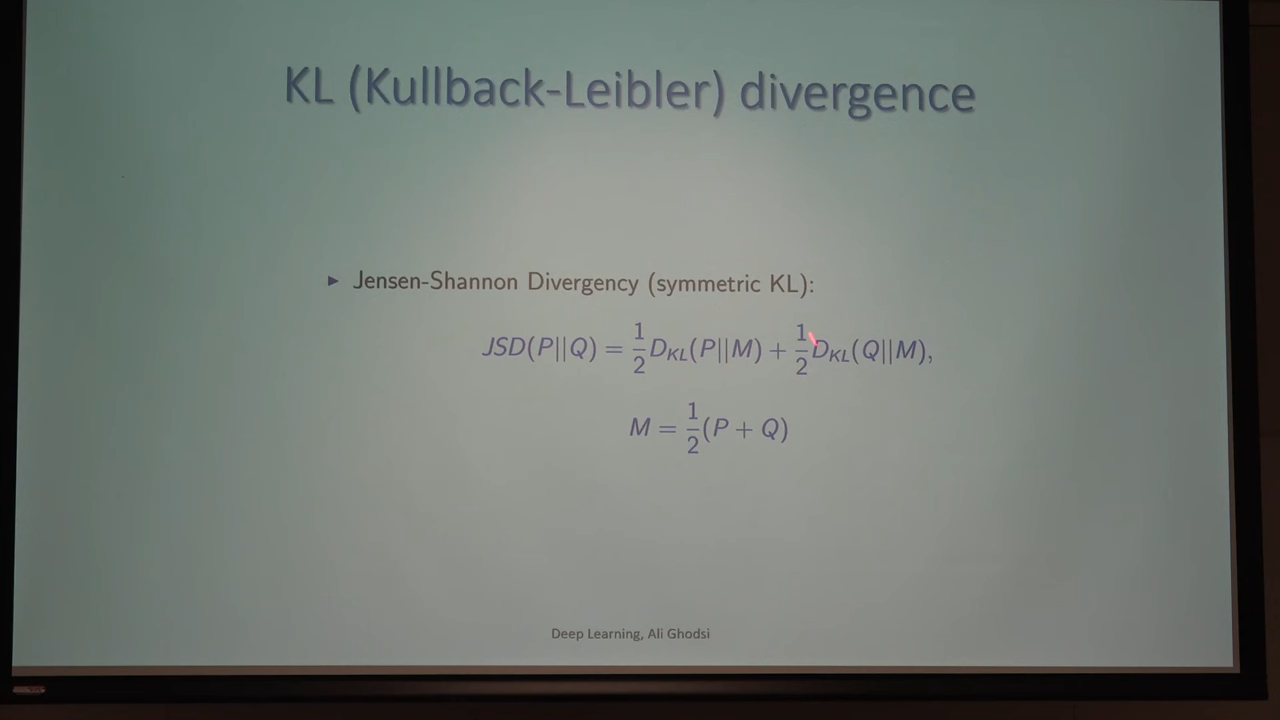 KL (Kullback-Leibler) divergence
▸ Jensen-Shannon Divergency (symmetric KL):
JSD(P||Q) = 1/2 D_KL(P||M) + 1/2 D_KL(Q||M),
M = 1/2 (P + Q)
Deep Learning, Ali Ghodsi